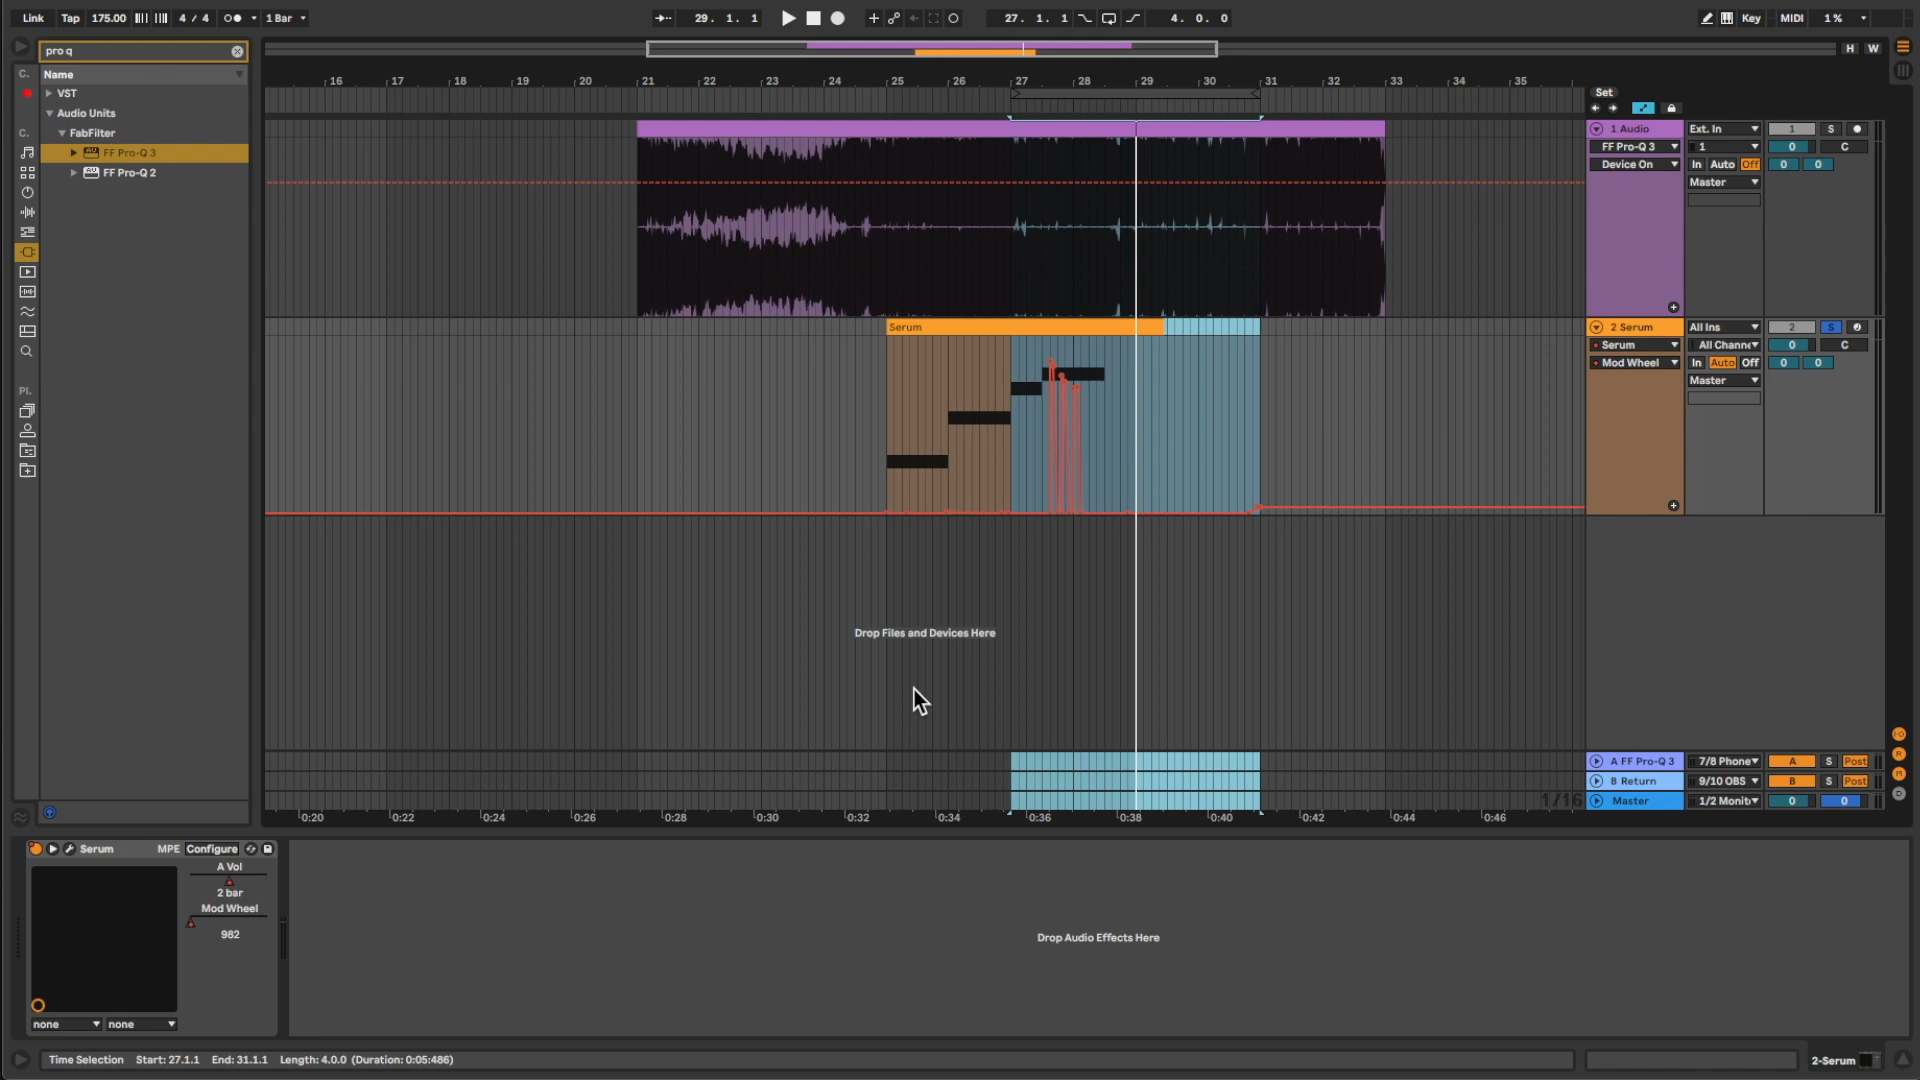 Link Tap 175.00 4 / 4 1 Bar 29. 1. 1 27. 1. 1 4. 0. 0 Key MIDI 1%
pro q
H W
C. Name
VST
Audio Units
C. FabFilter
FF Pro-Q 3
FF Pro-Q 2
Pl.
16 17 18 19 20 21 22 23 24 25 26 27 28 29 30 31 32 33 34 35
Set
1 Audio Ext. In 1 S
FF Pro-Q 3 1 0 C
Device On In Auto Off 0 0
Master
Serum
2 Serum All Ins 2 S
Serum All Channe 0 C
Mod Wheel In Auto Off 0 0
Master
Drop Files and Devices Here
A FF Pro-Q 3 7/8 Phone A S Post
B Return 9/10 OBS B S Post
1/16 Master 1/2 Monit 0 0
0:20 0:22 0:24 0:26 0:28 0:30 0:32 0:34 0:36 0:38 0:40 0:42 0:44 0:46
Serum MPE Configure
A Vol
2 bar
Mod Wheel
982
none none
Drop Audio Effects Here
Time Selection Start: 27.1.1 End: 31.1.1 Length: 4.0.0 (Duration: 0:05:486)
2-Serum